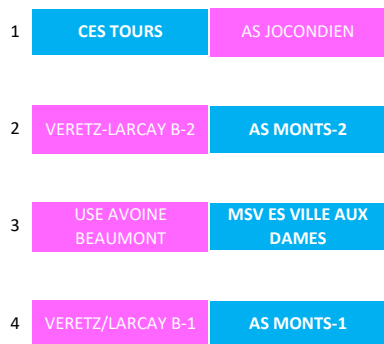 1 CES TOURS AS JOCONDIEN
2 VERETZ-LARCAY B-2 AS MONTS-2
3 USE AVOINE BEAUMONT MSV ES VILLE AUX DAMES
4 VERETZ/LARCAY B-1 AS MONTS-1